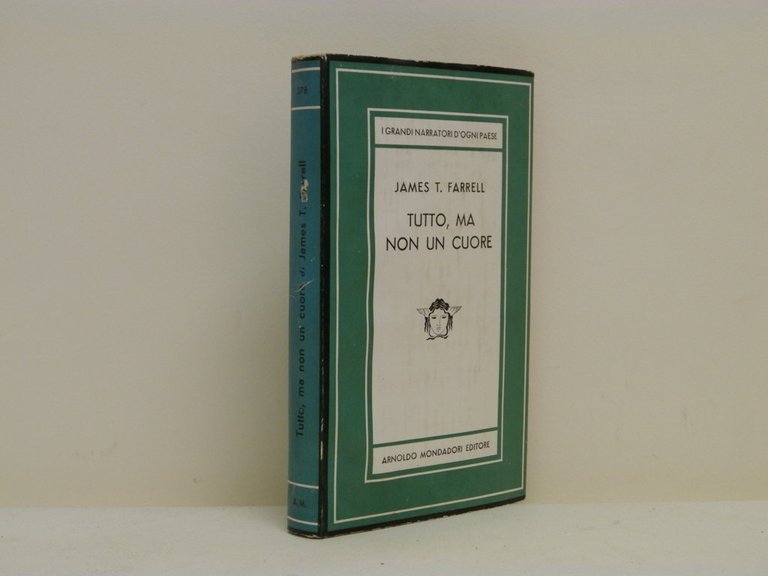 I GRANDI NARRATORI D'OGNI PAESE
JAMES T. FARRELL
TUTTO, MA
NON UN CUORE
ARNOLDO MONDADORI EDITORE
Tutto, ma non un cuore di James T. Farrell
A. M.